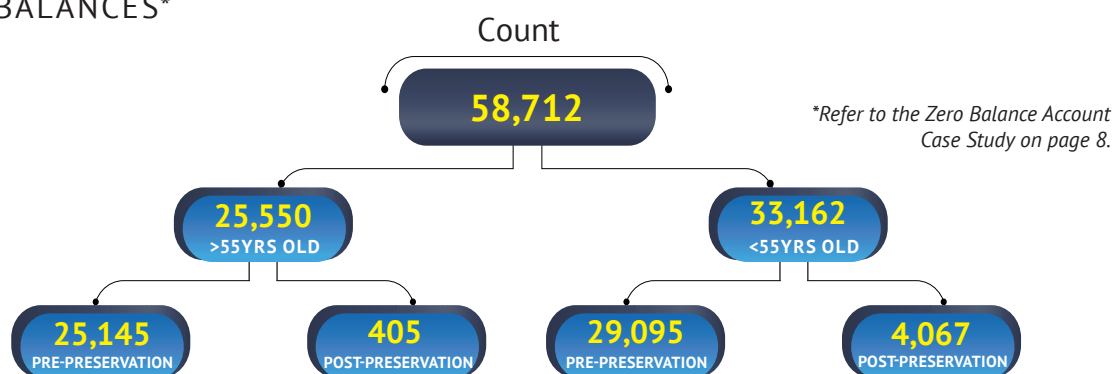 BALANCES*
Count
58,712
*Refer to the Zero Balance Account
Case Study on page 8.
25,550
>55YRS OLD
33,162
<55YRS OLD
25,145
PRE-PRESERVATION
405
POST-PRESERVATION
29,095
PRE-PRESERVATION
4,067
POST-PRESERVATION